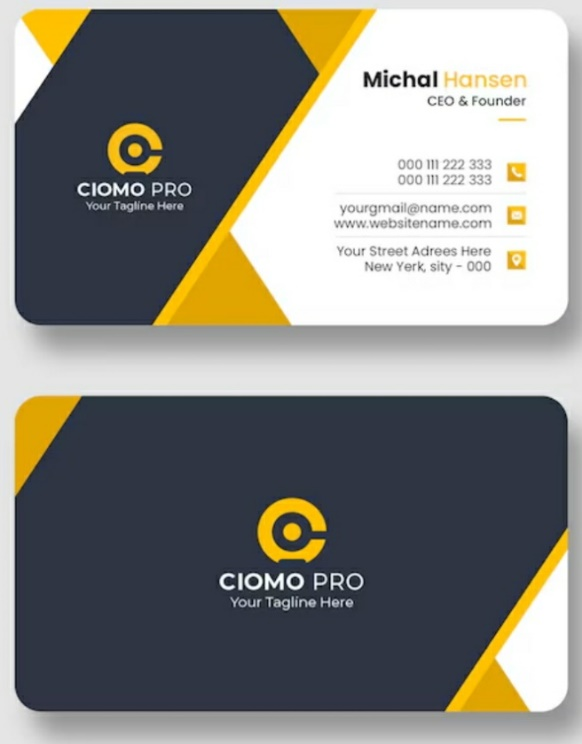 CIOMO PRO
Your Tagline Here
Michal Hansen
CEO & Founder
000 111 222 333
000 111 222 333
yourgmail@name.com
www.websitename.com
Your Street Adrees Here
New Yerk, sity - 000
CIOMO PRO
Your Tagline Here